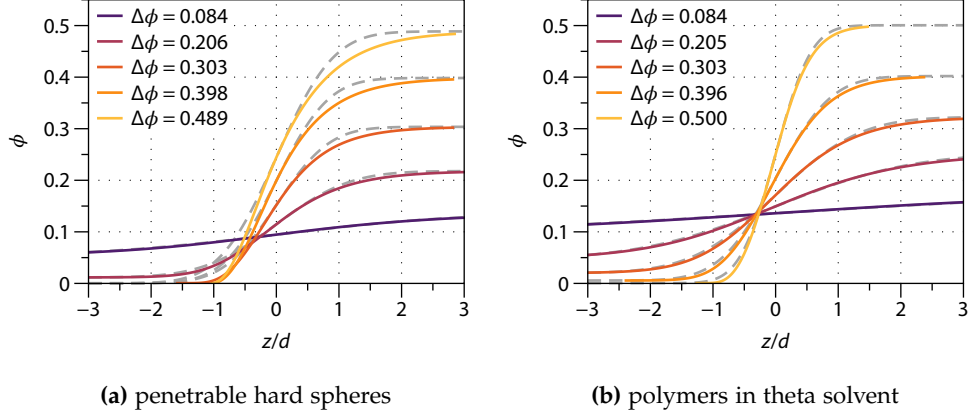 0.5
0.4
0.3
0.2
0.1
0
ϕ
Δϕ = 0.084
Δϕ = 0.206
Δϕ = 0.303
Δϕ = 0.398
Δϕ = 0.489
−3 −2 −1 0 1 2 3
z/d
(a) penetrable hard spheres
0.5
0.4
0.3
0.2
0.1
0
ϕ
Δϕ = 0.084
Δϕ = 0.205
Δϕ = 0.303
Δϕ = 0.396
Δϕ = 0.500
−3 −2 −1 0 1 2 3
z/d
(b) polymers in theta solvent